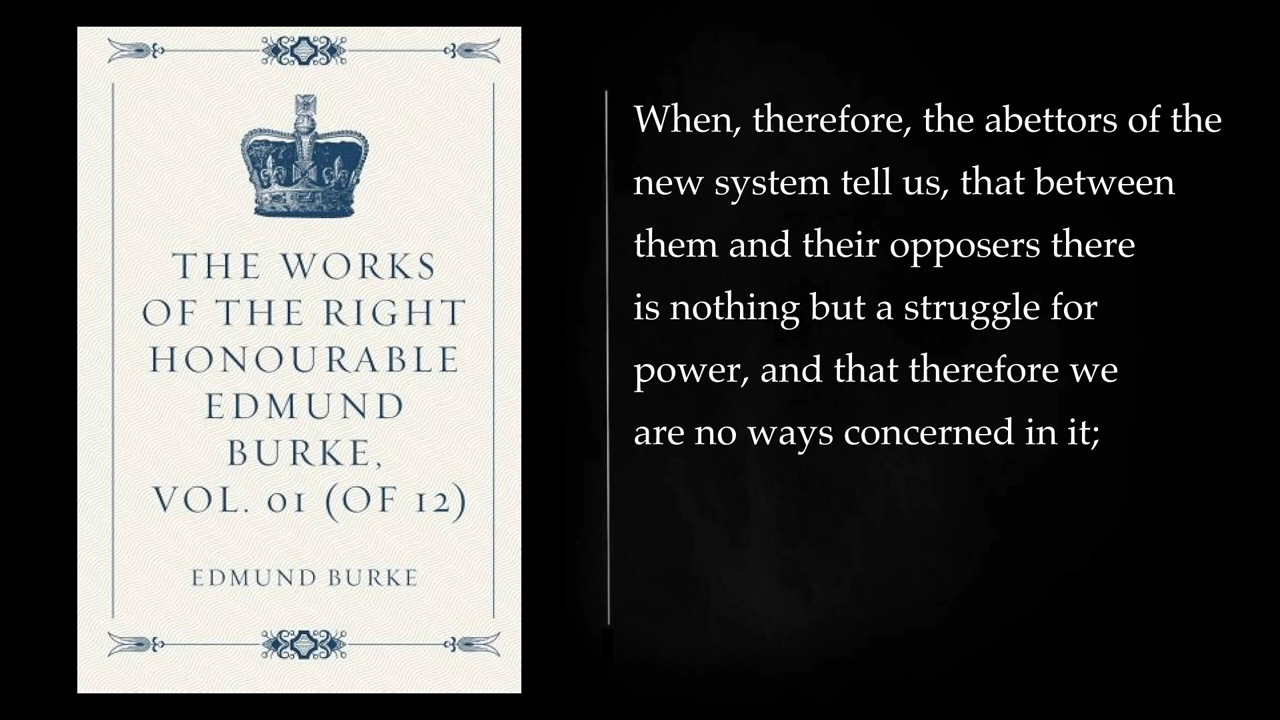 THE WORKS
OF THE RIGHT
HONOURABLE
EDMUND
BURKE,
VOL. 01 (OF 12)
EDMUND BURKE
When, therefore, the abettors of the
new system tell us, that between
them and their opposers there
is nothing but a struggle for
power, and that therefore we
are no ways concerned in it;